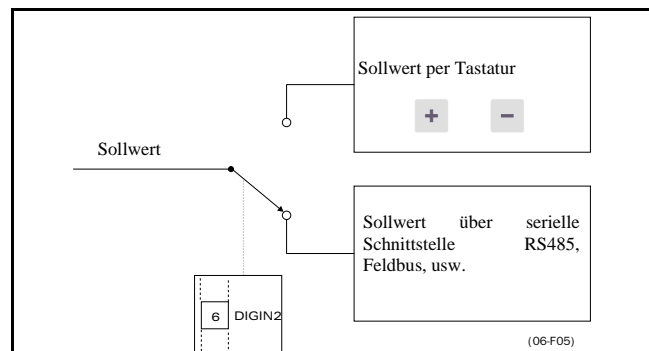 Sollwert per Tastatur
+ −
Sollwert
Sollwert über serielle
Schnittstelle RS485,
Feldbus, usw.
6 DIGIN2
(06-F05)